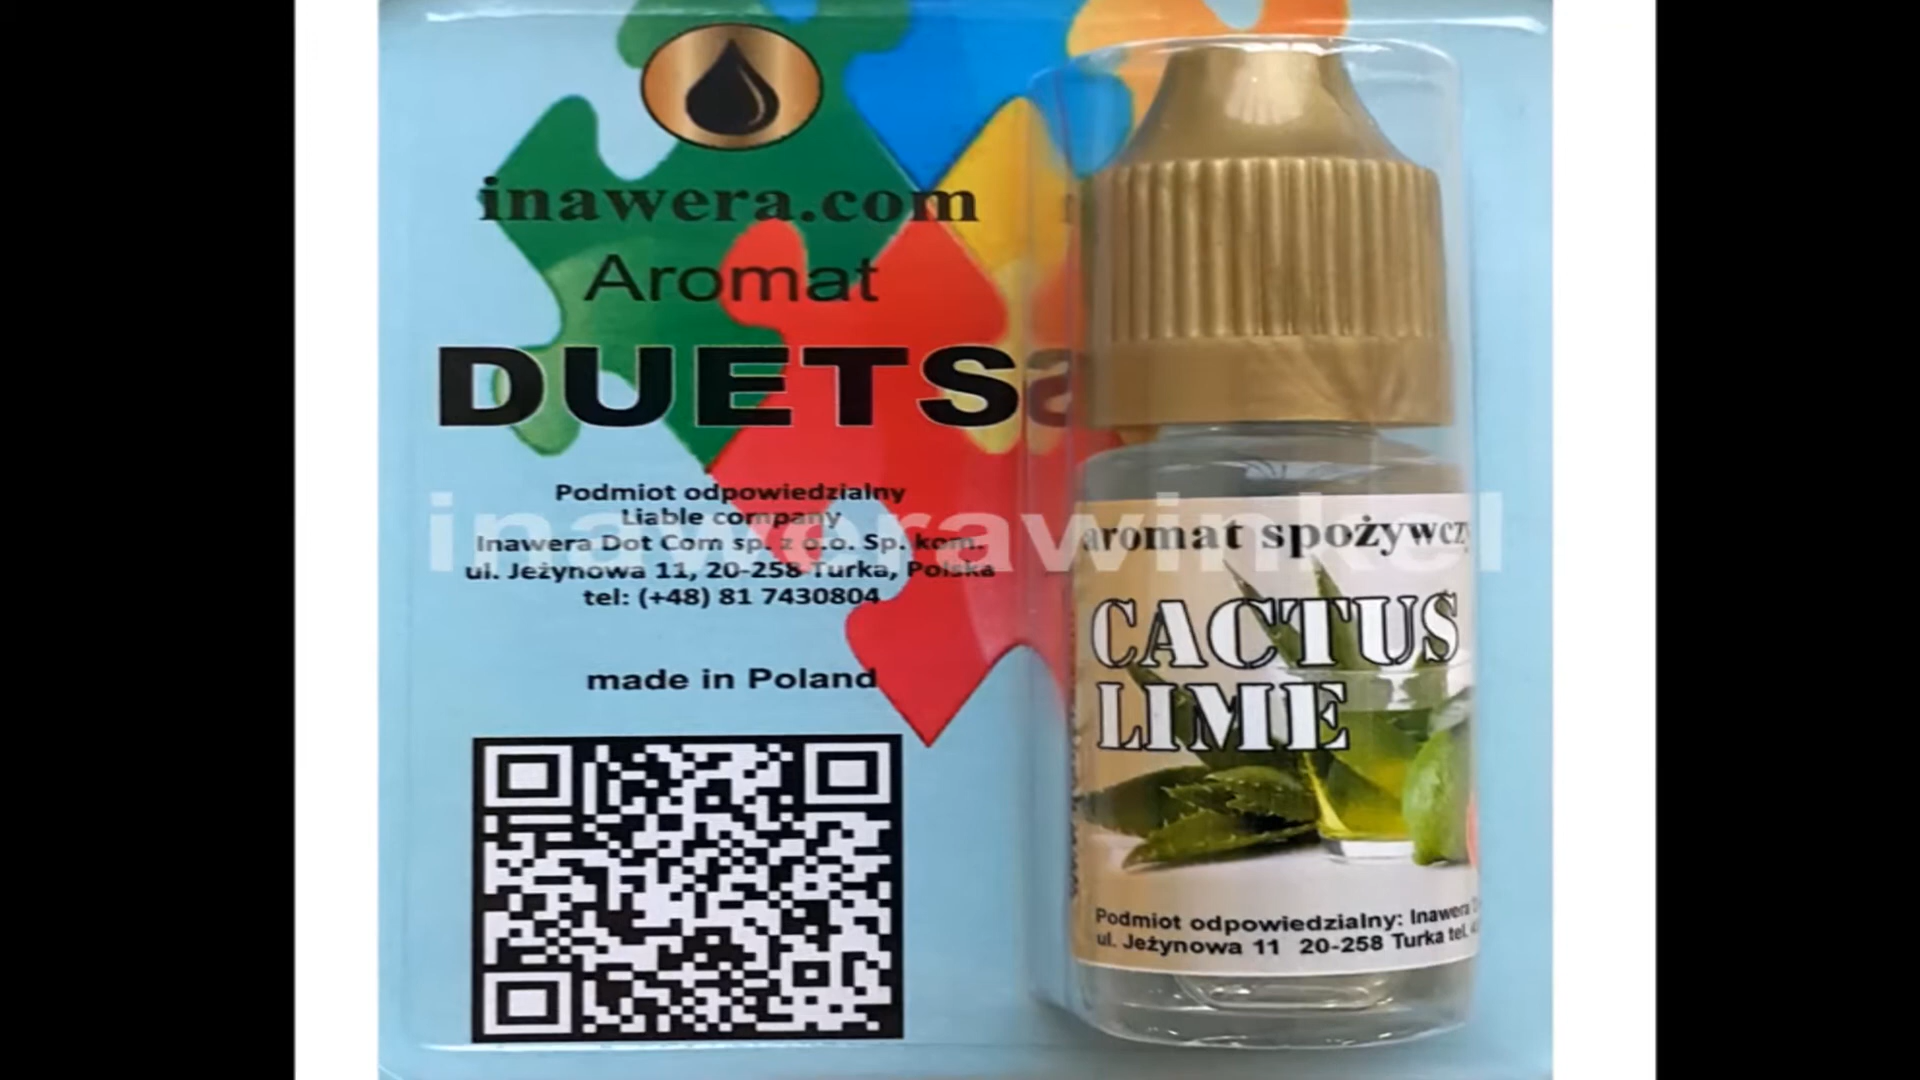 inawera.com
Aromat
DUETS
Podmiot odpowiedzialny
Liable company
Inawera Dot Com sp. z o.o. Sp. kom.
ul. Jeżynowa 11, 20-258 Turka, Polska
tel: (+48) 81 7430804
made in Poland
inawerawinkel
aromat spożywczy
CACTUS
LIME
Podmiot odpowiedzialny: Inawera
ul. Jeżynowa 11 20-258 Turka tel.